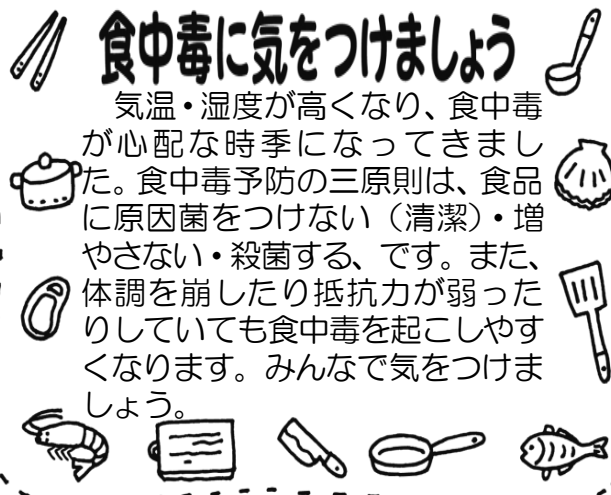 食中毒に気をつけましょう
気温・湿度が高くなり、食中毒
が心配な時季になってきまし
た。食中毒予防の三原則は、食品
に原因菌をつけない（清潔）・増
やさない・殺菌する、です。また、
体調を崩したり抵抗力が弱った
りしていても食中毒を起こしやす
くなります。みんなで気をつけま
しょう。